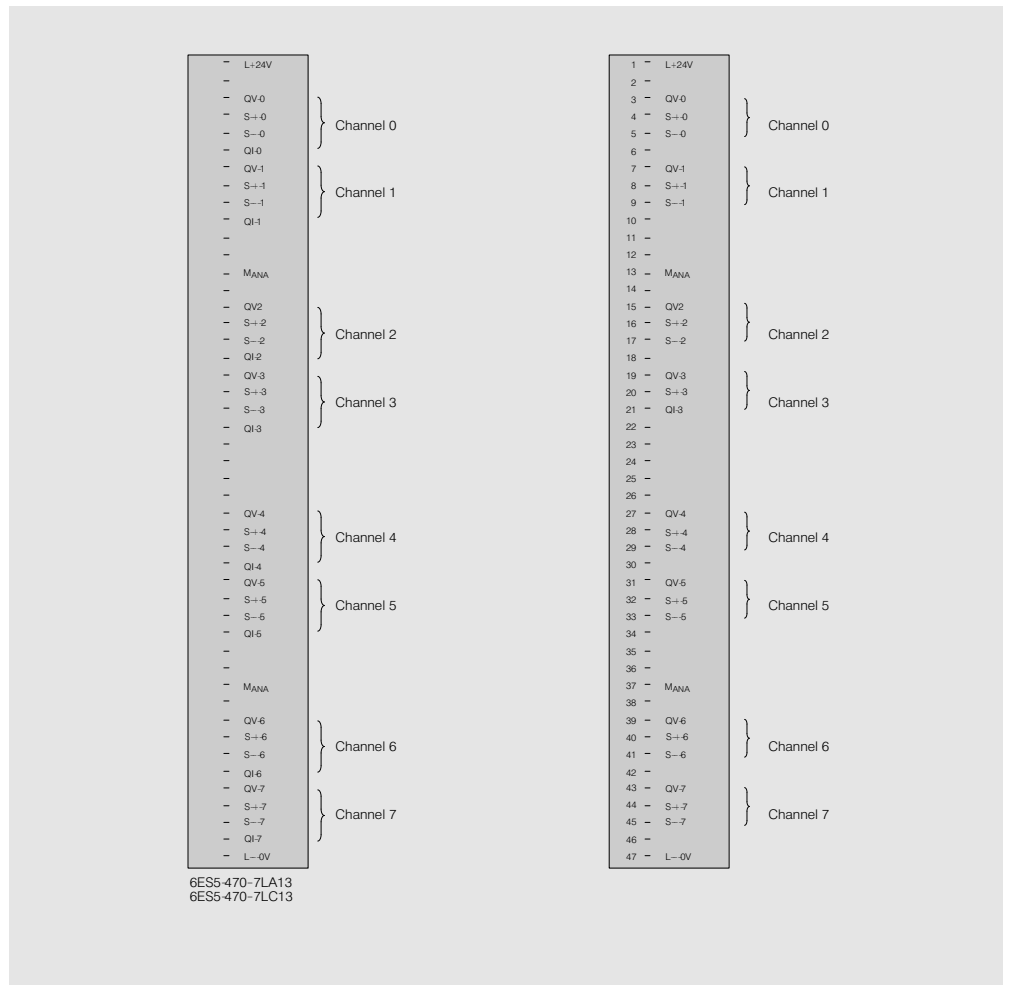 L+24V
QV-0
S+-0
S--0
QI-0
Channel 0
QV-1
S+-1
S--1
QI-1
Channel 1
MANA
QV2
S+-2
S--2
QI-2
Channel 2
QV-3
S+-3
S--3
QI-3
Channel 3
QV-4
S+-4
S--4
QI-4
Channel 4
QV-5
S+-5
S--5
QI-5
Channel 5
MANA
QV-6
S+-6
S--6
QI-6
Channel 6
QV-7
S+-7
S--7
QI-7
Channel 7
L--0V
6ES5-470-7LA13
6ES5-470-7LC13
1 – L+24V
2 –
3 – QV-0
4 – S+-0
5 – S--0
Channel 0
6 –
7 – QV-1
8 – S+-1
9 – S--1
Channel 1
10 –
11 –
12 –
13 – MANA
14 –
15 – QV2
16 – S+-2
17 – S--2
Channel 2
18 –
19 – QV-3
20 – S+-3
21 – QI-3
Channel 3
22 –
23 –
24 –
25 –
26 –
27 – QV-4
28 – S+-4
29 – S--4
Channel 4
30 –
31 – QV-5
32 – S+-5
33 – S--5
Channel 5
34 –
35 –
36 –
37 – MANA
38 –
39 – QV-6
40 – S+-6
41 – S--6
Channel 6
42 –
43 – QV-7
44 – S+-7
45 – S--7
Channel 7
46 –
47 – L--0V